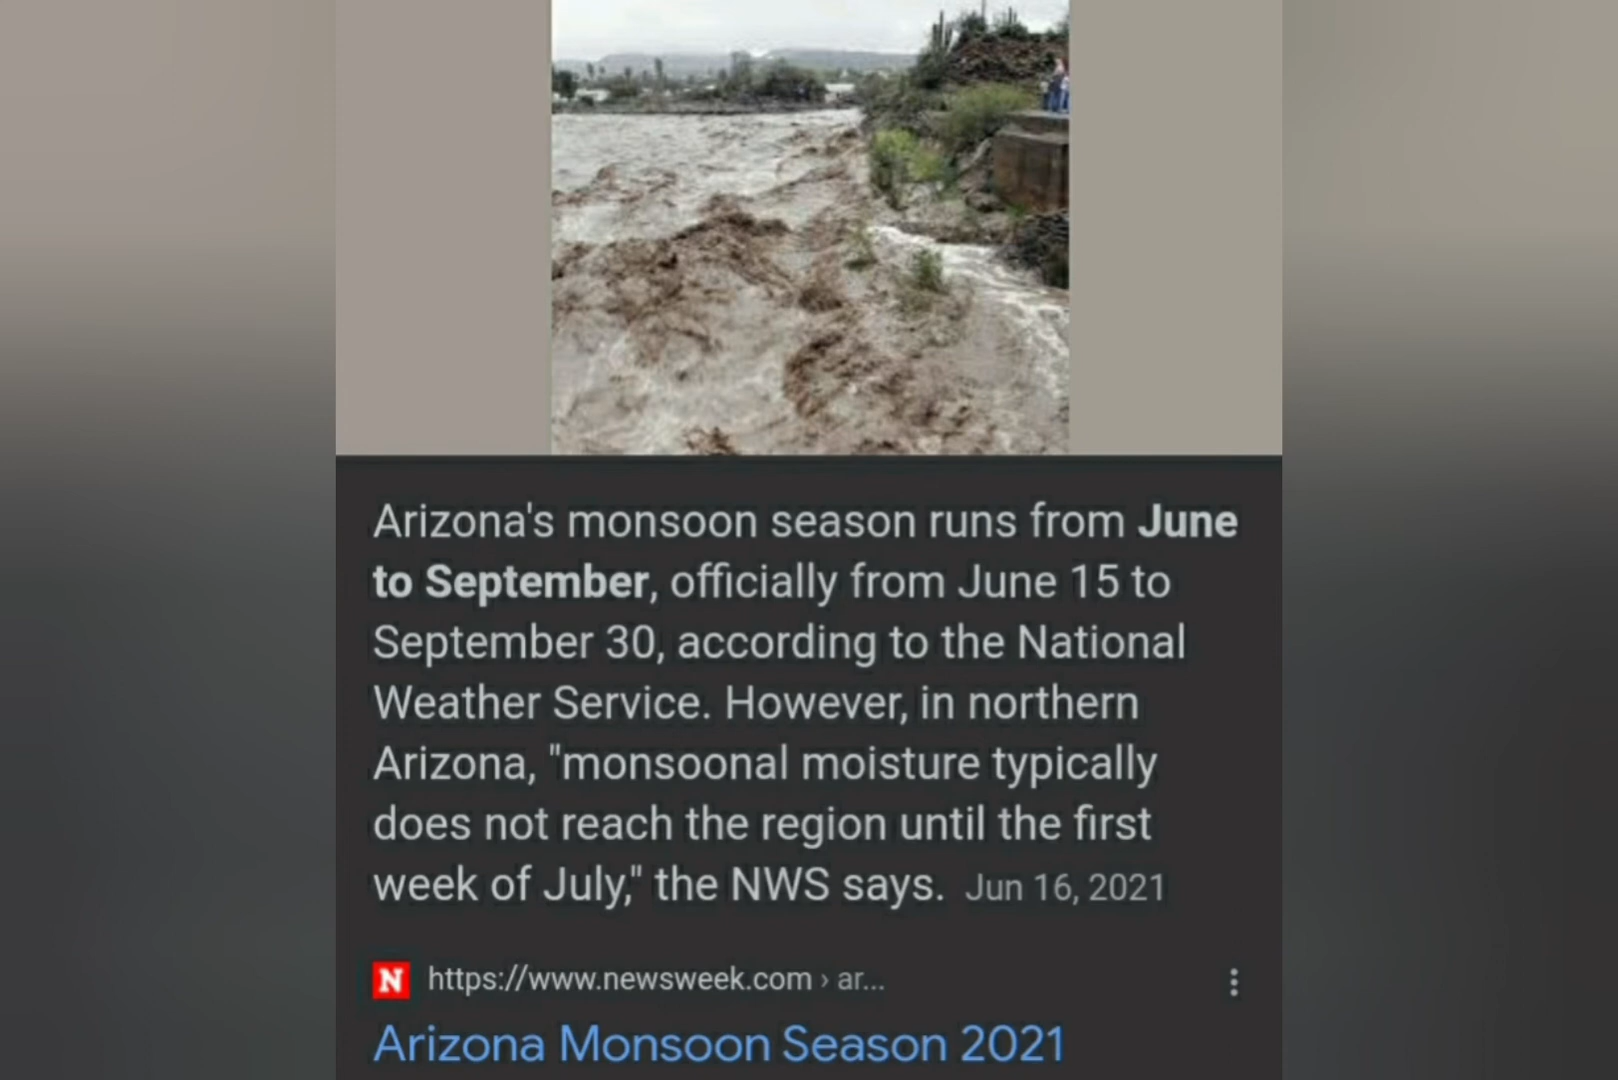 Arizona's monsoon season runs from June
to September, officially from June 15 to
September 30, according to the National
Weather Service. However, in northern
Arizona, "monsoonal moisture typically
does not reach the region until the first
week of July," the NWS says. Jun 16, 2021
N https://www.newsweek.com › ar...
Arizona Monsoon Season 2021